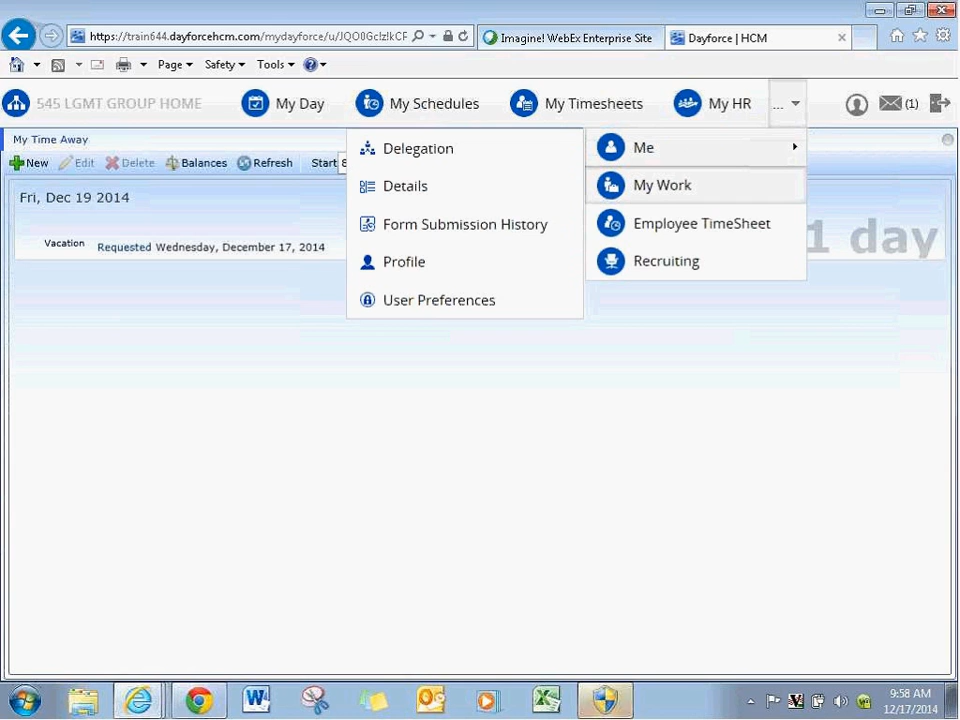 https://train644.dayforcehcm.com/mydayforce/u/
Imagine! WebEx Enterprise Site
Dayforce | HCM
Page
Safety
Tools
545 LGMT GROUP HOME
My Day
My Schedules
My Timesheets
My HR
...
(1)
My Time Away
New
Edit
Delete
Balances
Refresh
Start
Delegation
Details
Form Submission History
Profile
User Preferences
Me
My Work
Employee TimeSheet
Recruiting
Fri, Dec 19 2014
Vacation
Requested Wednesday, December 17, 2014
1 day
9:58 AM
12/17/2014